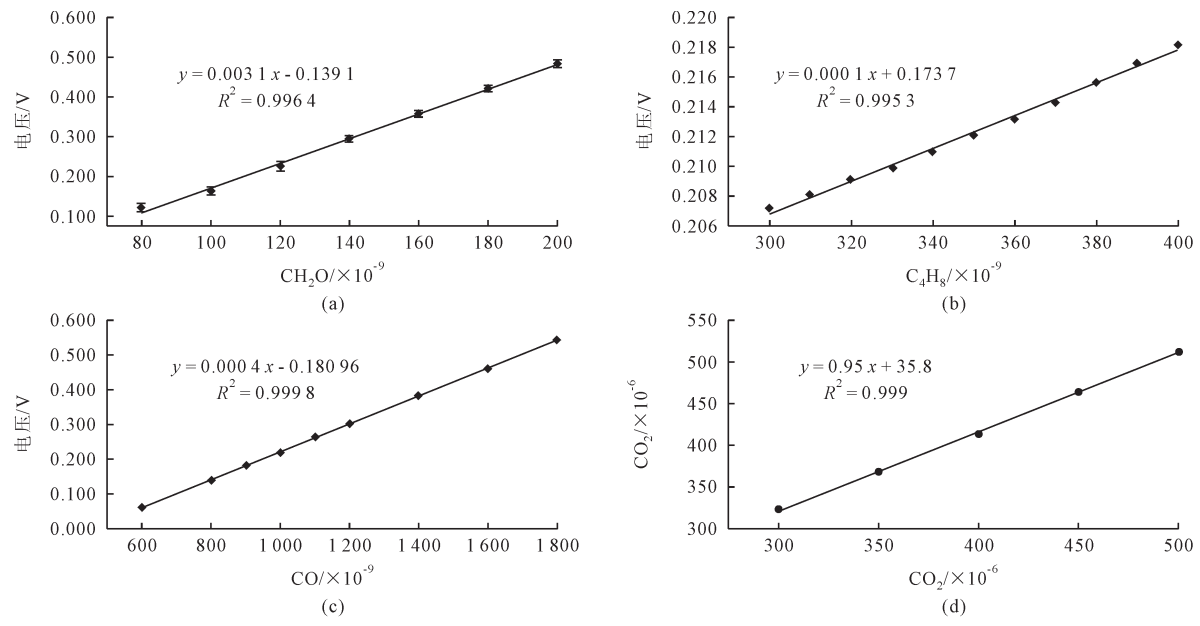 0.600
0.500
0.400
0.300
0.200
0.100
电压/V
y = 0.003 1 x - 0.139 1
R² = 0.996 4
80 100 120 140 160 180 200
CH₂O/×10⁻⁹
(a)
0.220
0.218
0.216
0.214
0.212
0.210
0.208
0.206
电压/V
y = 0.000 1 x + 0.173 7
R² = 0.995 3
300 320 340 360 380 400
C₄H₈/×10⁻⁹
(b)
0.600
0.500
0.400
0.300
0.200
0.100
0.000
电压/V
y = 0.000 4 x - 0.180 96
R² = 0.999 8
600 800 1 000 1 200 1 400 1 600 1 800
CO/×10⁻⁹
(c)
550
500
450
400
350
300
CO₂/×10⁻⁶
y = 0.95 x + 35.8
R² = 0.999
300 350 400 450 500
CO₂/×10⁻⁶
(d)